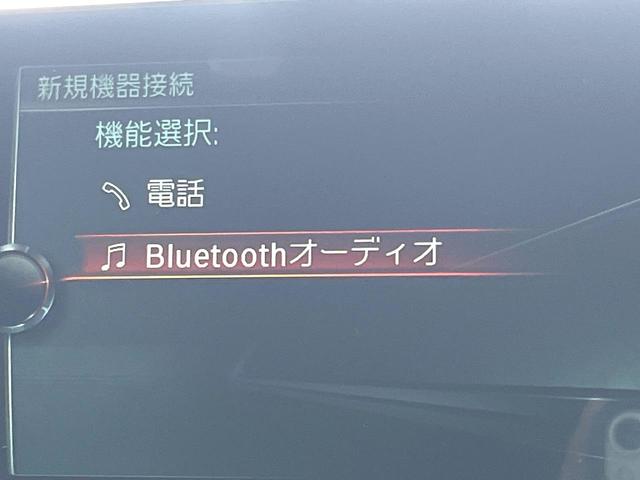 新規機器接続
機能選択:
電話
Bluetoothオーディオ